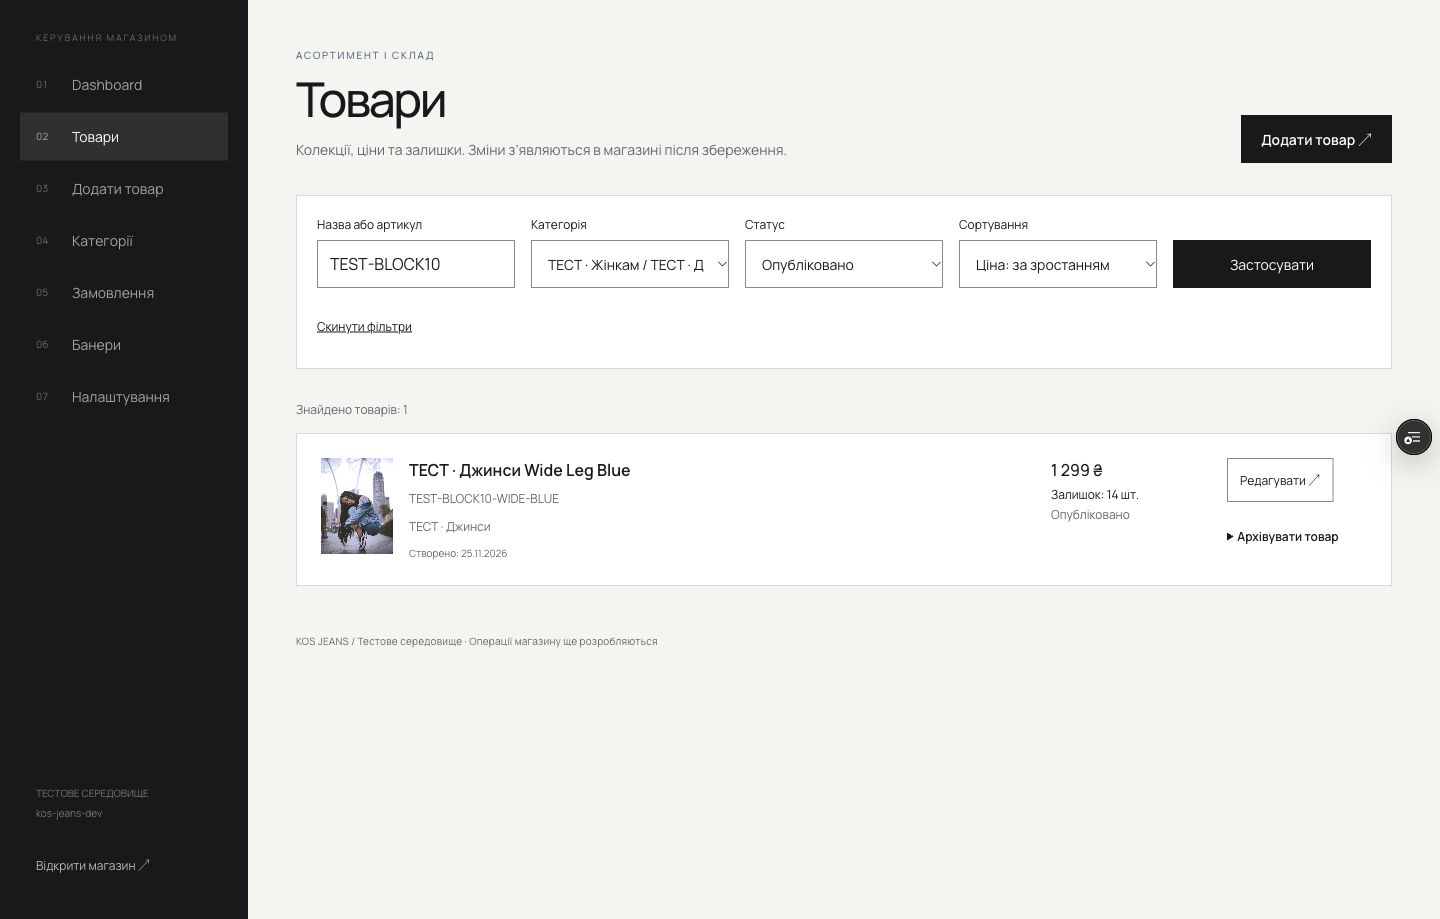 КЕРУВАННЯ МАГАЗИНОМ
01 Dashboard
02 Товари
03 Додати товар
04 Категорії
05 Замовлення
06 Банери
07 Налаштування
ТЕСТОВЕ СЕРЕДОВИЩЕ
kos-jeans-dev
Відкрити магазин ↗
АСОРТИМЕНТ І СКЛАД
Товари
Колекції, ціни та залишки. Зміни з’являються в магазині після збереження.
Додати товар ↗
Назва або артикул
TEST-BLOCK10
Категорія
ТЕСТ · Жінкам / ТЕСТ · Д
Статус
Опубліковано
Сортування
Ціна: за зростанням
Застосувати
Скинути фільтри
Знайдено товарів: 1
ТЕСТ · Джинси Wide Leg Blue
TEST-BLOCK10-WIDE-BLUE
ТЕСТ · Джинси
Створено: 25.11.2026
1 299 ₴
Залишок: 14 шт.
Опубліковано
Редагувати ↗
▶ Архівувати товар
KOS JEANS / Тестове середовище · Операції магазину ще розробляються